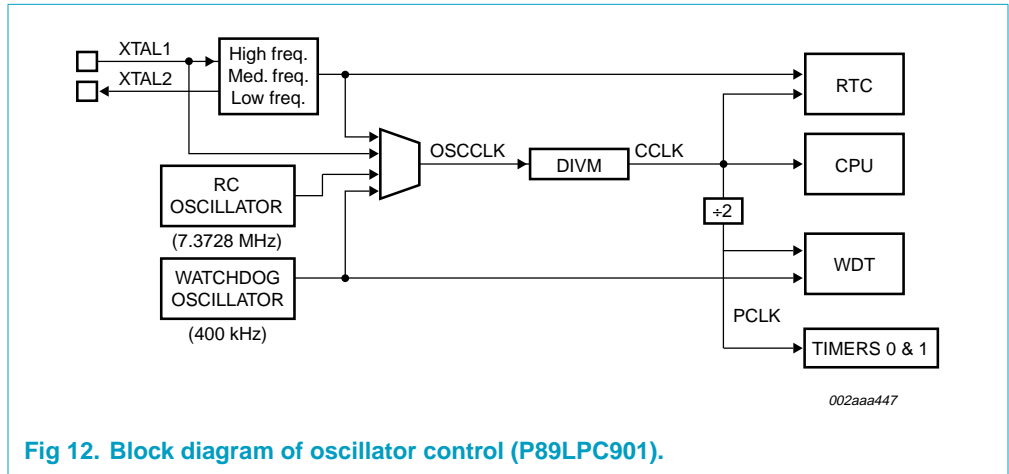 XTAL1
XTAL2
High freq.
Med. freq.
Low freq.
RTC
OSCCLK
DIVM
CCLK
CPU
RC
OSCILLATOR
(7.3728 MHz)
÷2
WATCHDOG
OSCILLATOR
(400 kHz)
WDT
PCLK
TIMERS 0 & 1
002aaa447
Fig 12. Block diagram of oscillator control (P89LPC901).